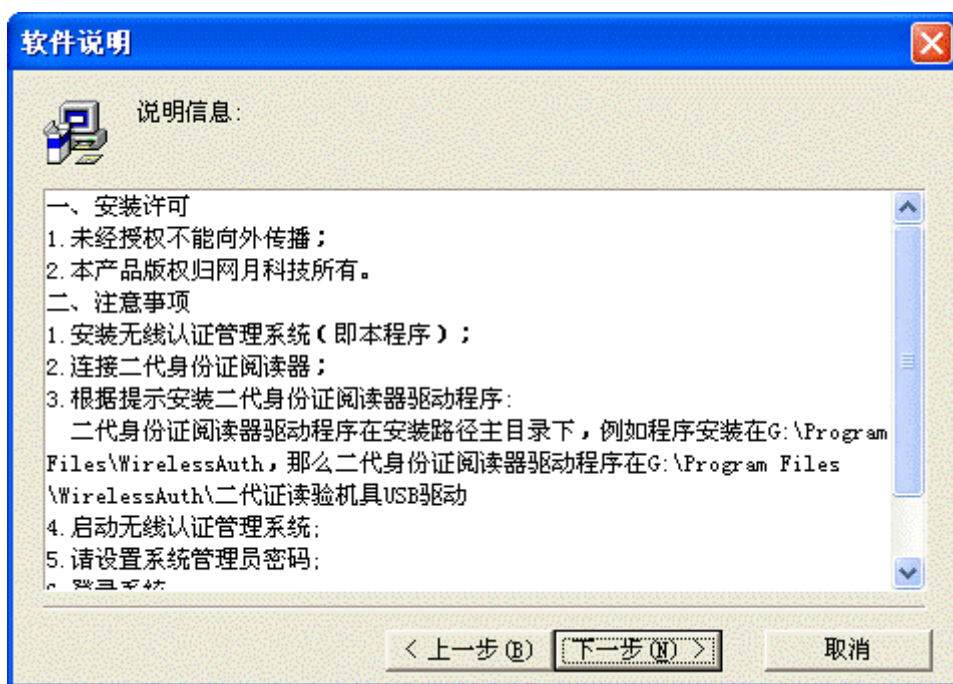 软件说明
说明信息:
一、安装许可
1.未经授权不能向外传播；
2.本产品版权归网月科技所有。
二、注意事项
1.安装无线认证管理系统（即本程序）；
2.连接二代身份证阅读器；
3.根据提示安装二代身份证阅读器驱动程序:
二代身份证阅读器驱动程序在安装路径主目录下，例如程序安装在G:\Program
Files\WirelessAuth，那么二代身份证阅读器驱动程序在G:\Program Files
\WirelessAuth\二代证读验机具USB驱动
4.启动无线认证管理系统;
5.请设置系统管理员密码;
6.登录系统
< 上一步(B) 下一步(N) > 取消